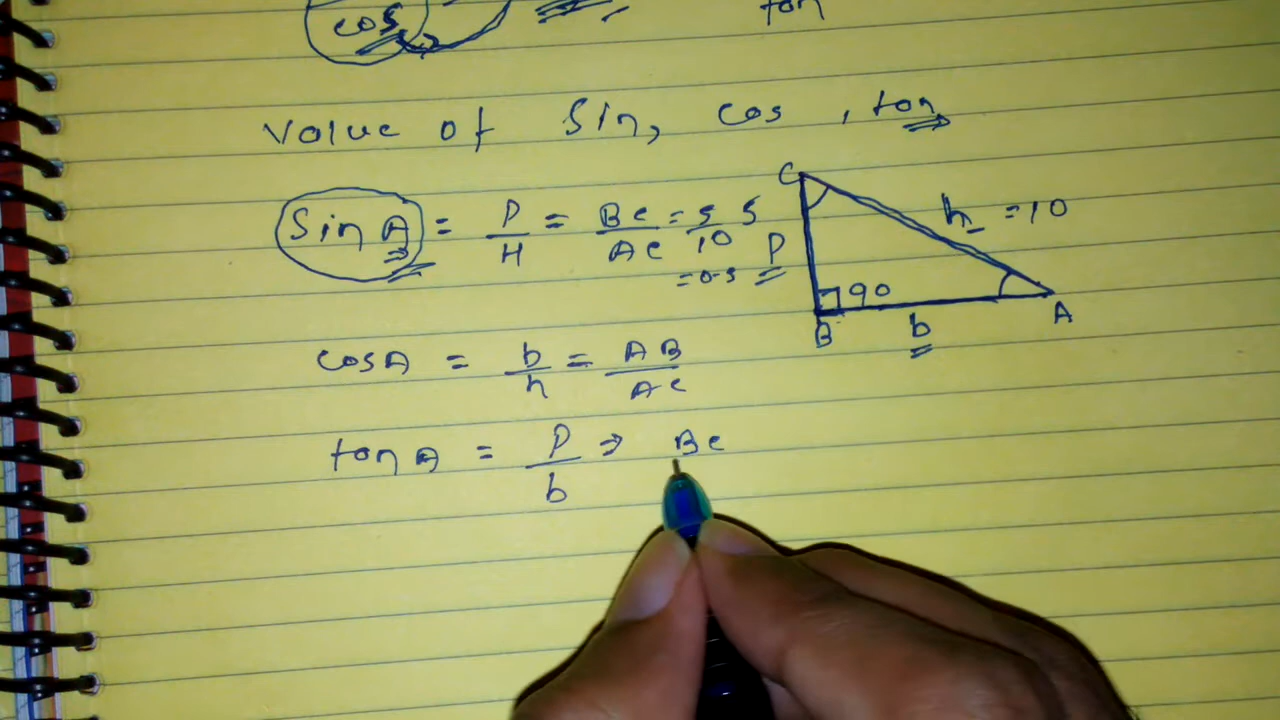 cos tan
Value of Sin, cos , tan
Sin A = P/H = BC/AC = 5/10
= 0.5
cosA = b/h = AB/AC
tan A = P/b ⇒ BC
C
h = 10
5
P
90
B
b
A